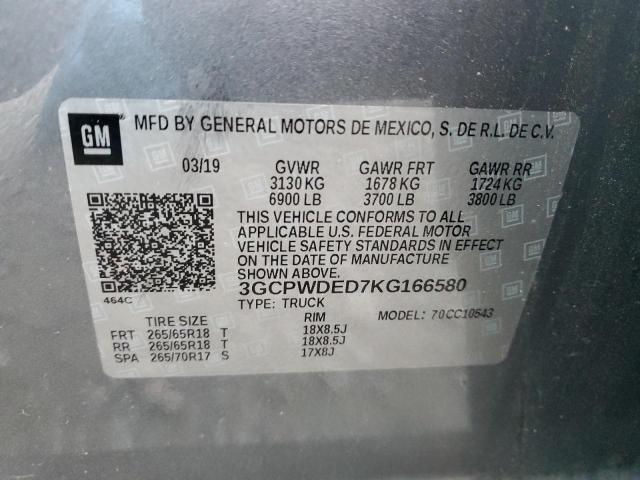 GM MFD BY GENERAL MOTORS DE MEXICO, S. DE R.L. DE C.V.
03/19 GVWR GAWR FRT GAWR RR
3130 KG 1678 KG 1724 KG
6900 LB 3700 LB 3800 LB
THIS VEHICLE CONFORMS TO ALL
APPLICABLE U.S. FEDERAL MOTOR
VEHICLE SAFETY STANDARDS IN EFFECT
ON THE DATE OF MANUFACTURE
SHOWN ABOVE.
3GCPWDED7KG166580
464C TYPE: TRUCK
TIRE SIZE RIM MODEL: 70CC10543
FRT 265/65R18 T 18X8.5J
RR 265/65R18 T 18X8.5J
SPA 265/70R17 S 17X8J